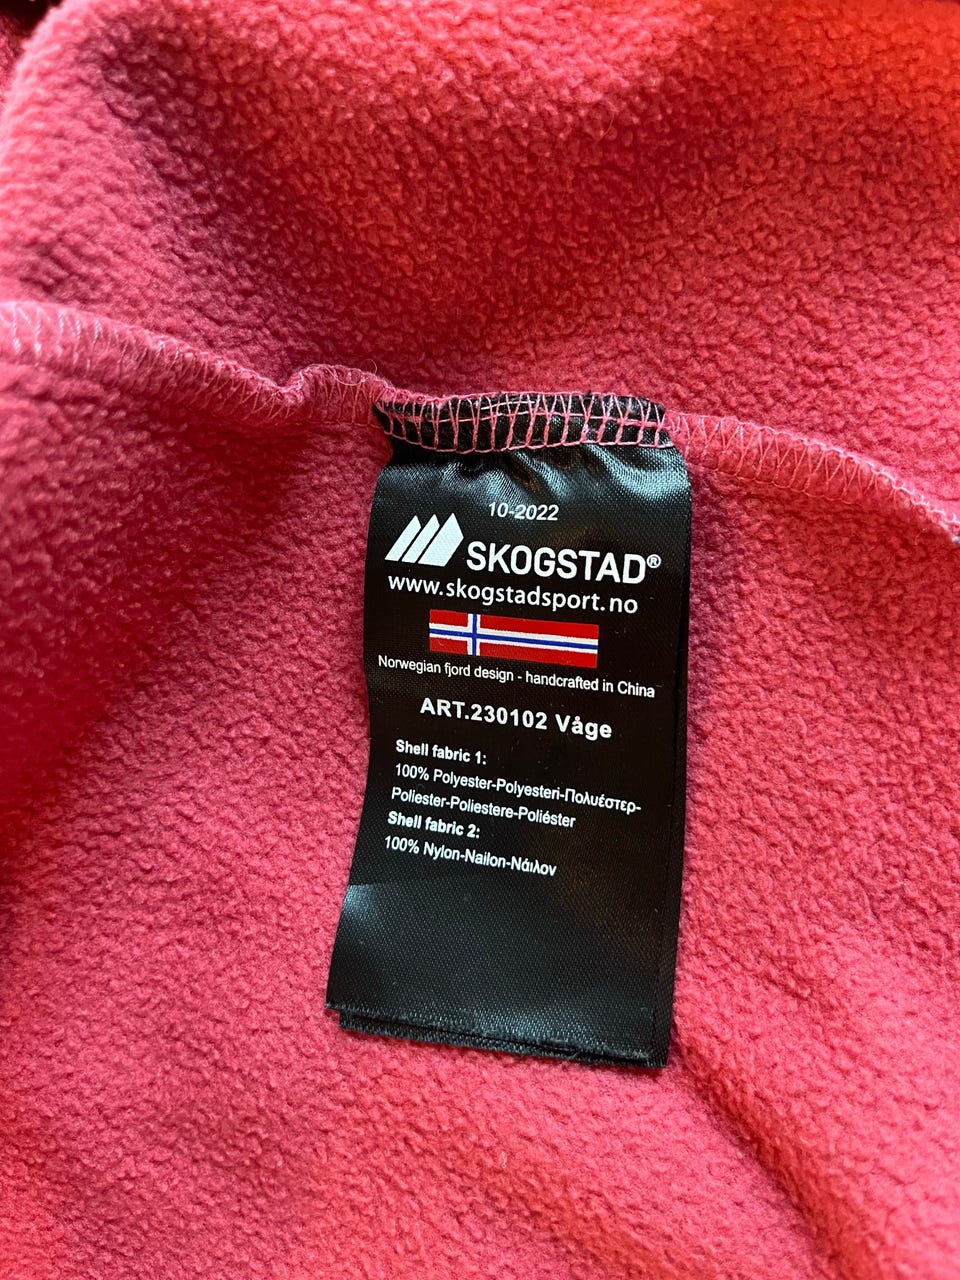 10-2022
SKOGSTAD®
www.skogstadsport.no
Norwegian fjord design - handcrafted in China
ART.230102 Våge
Shell fabric 1:
100% Polyester-Polyesteri-Πολυέστερ-
Poliester-Poliestere-Poliéster
Shell fabric 2:
100% Nylon-Nailon-Νάιλον